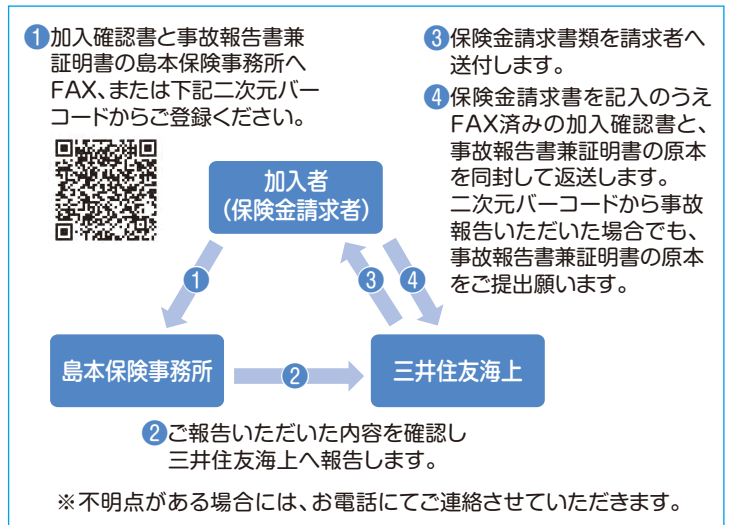 ❶加入確認書と事故報告書兼
証明書の島本保険事務所へ
FAX、または下記二次元バー
コードからご登録ください。
❸保険金請求書類を請求者へ
送付します。
❹保険金請求書を記入のうえ
FAX済みの加入確認書と、
事故報告書兼証明書の原本
を同封して返送します。
二次元バーコードから事故
報告いただいた場合でも、
事故報告書兼証明書の原本
をご提出願います。
加入者
（保険金請求者）
❶
❸
❹
島本保険事務所
❷
三井住友海上
❷ご報告いただいた内容を確認し
三井住友海上へ報告します。
※不明点がある場合には、お電話にてご連絡させていただきます。